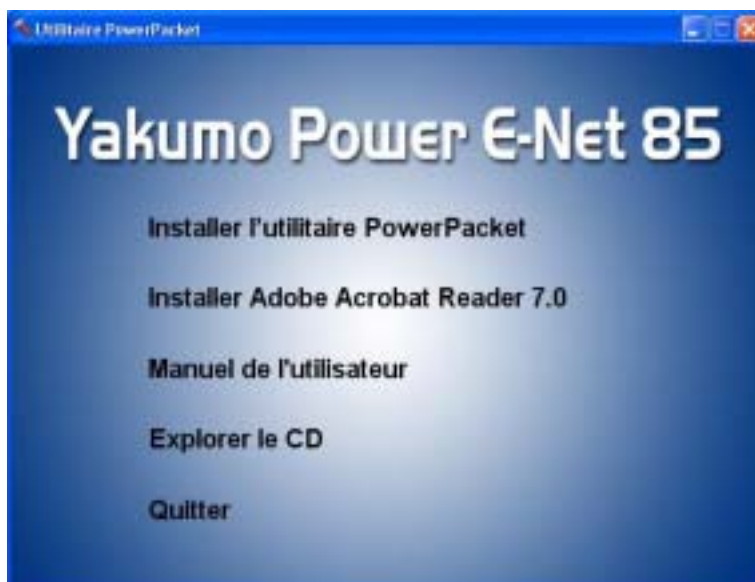 Utilitaire PowerPacket
Yakumo Power E-Net 85
Installer l'utilitaire PowerPacket
Installer Adobe Acrobat Reader 7.0
Manuel de l'utilisateur
Explorer le CD
Quitter